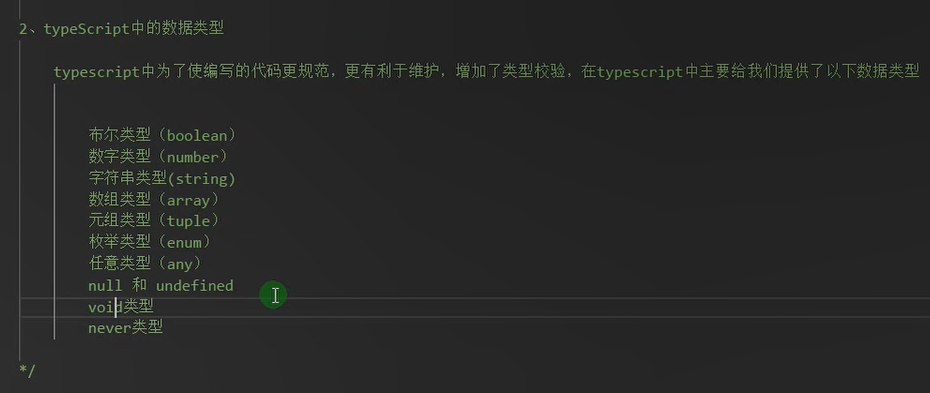 2、typeScript中的数据类型
typescript中为了使编写的代码更规范，更有利于维护，增加了类型校验，在typescript中主要给我们提供了以下数据类型
布尔类型（boolean）
数字类型（number）
字符串类型(string)
数组类型（array）
元组类型（tuple）
枚举类型（enum）
任意类型（any）
null 和 undefined
void类型
never类型
*/